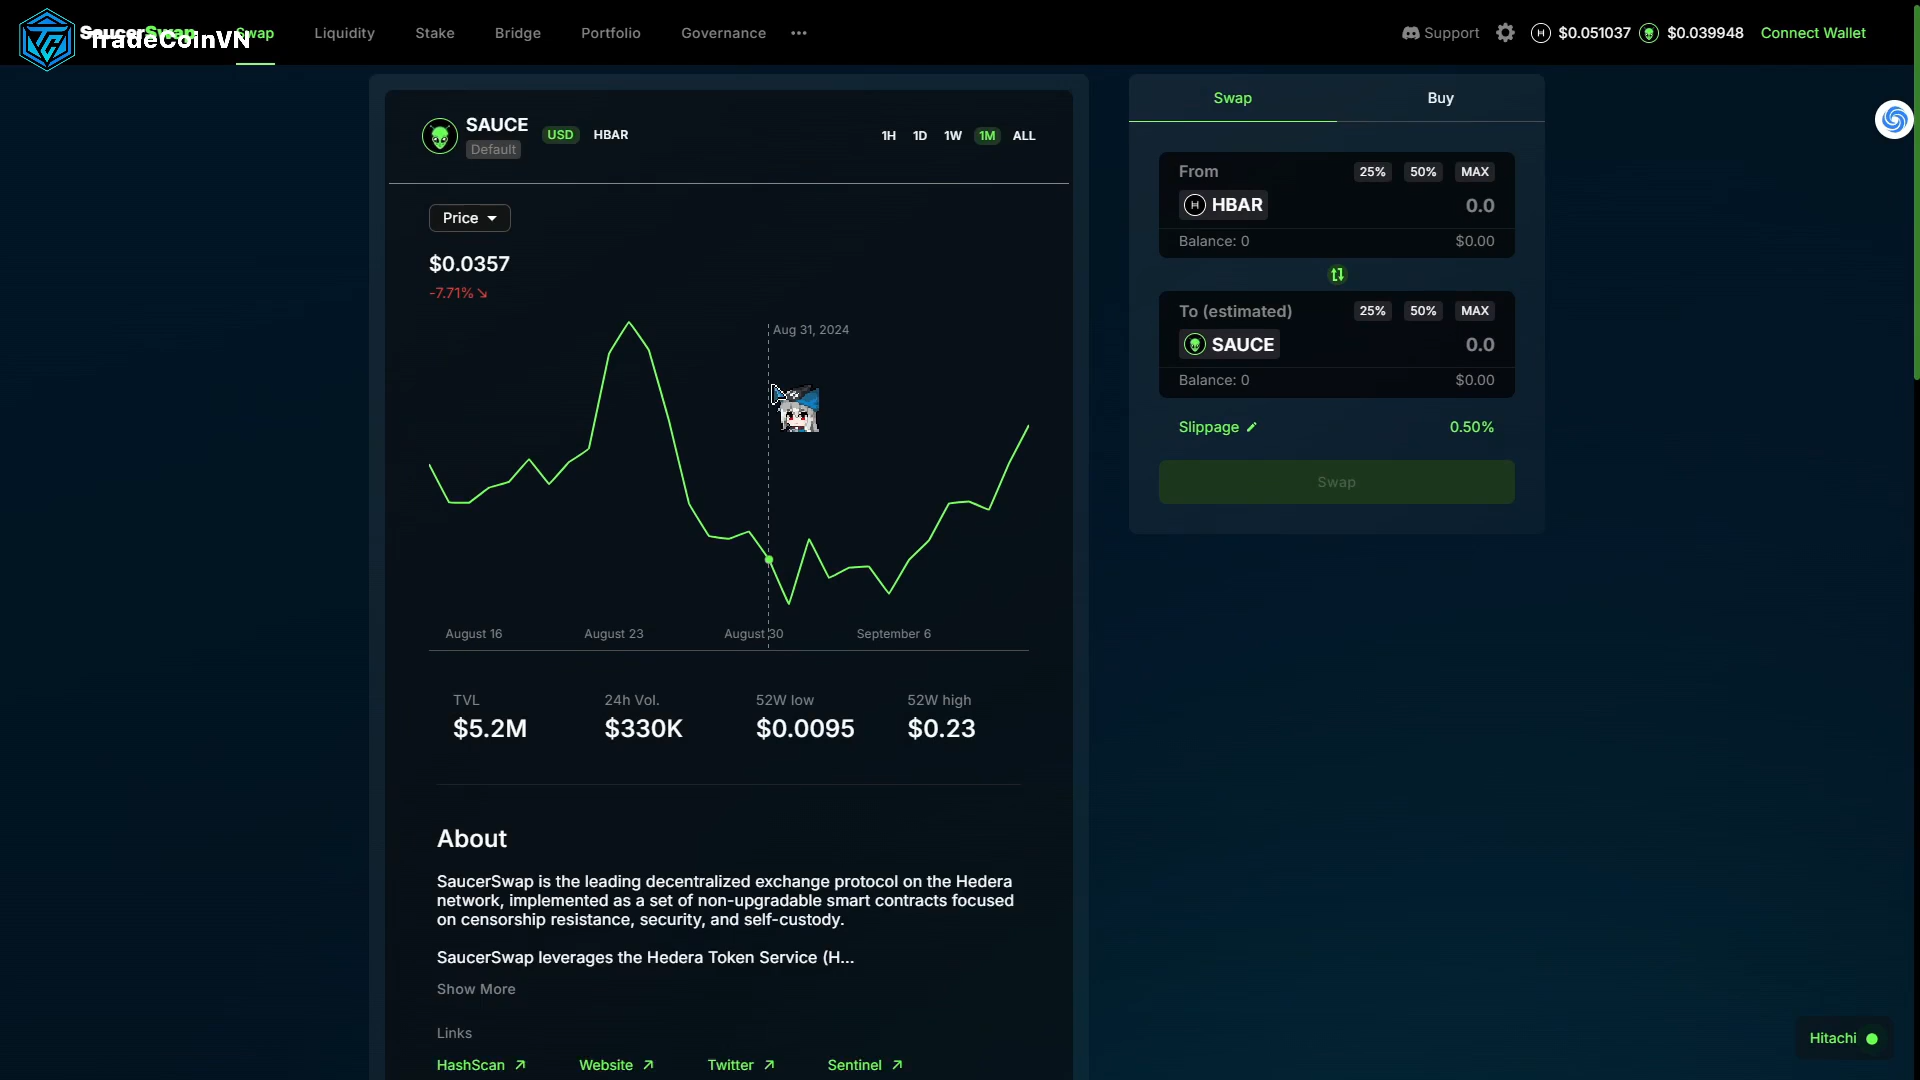 SaucerSwap
TradeCoinVN
Swap
Liquidity
Stake
Bridge
Portfolio
Governance
Support
$0.051037
$0.039948
Connect Wallet
SAUCE
Default
USD
HBAR
1H
1D
1W
1M
ALL
Price
$0.0357
-7.71%
Aug 31, 2024
August 16
August 23
August 30
September 6
TVL
24h Vol.
52W low
52W high
$5.2M
$330K
$0.0095
$0.23
About
SaucerSwap is the leading decentralized exchange protocol on the Hedera
network, implemented as a set of non-upgradable smart contracts focused
on censorship resistance, security, and self-custody.
SaucerSwap leverages the Hedera Token Service (H...
Show More
Links
HashScan
Website
Twitter
Sentinel
Swap
Buy
From
25%
50%
MAX
H HBAR
0.0
Balance: 0
$0.00
To (estimated)
25%
50%
MAX
SAUCE
0.0
Balance: 0
$0.00
Slippage
0.50%
Swap
Hitachi